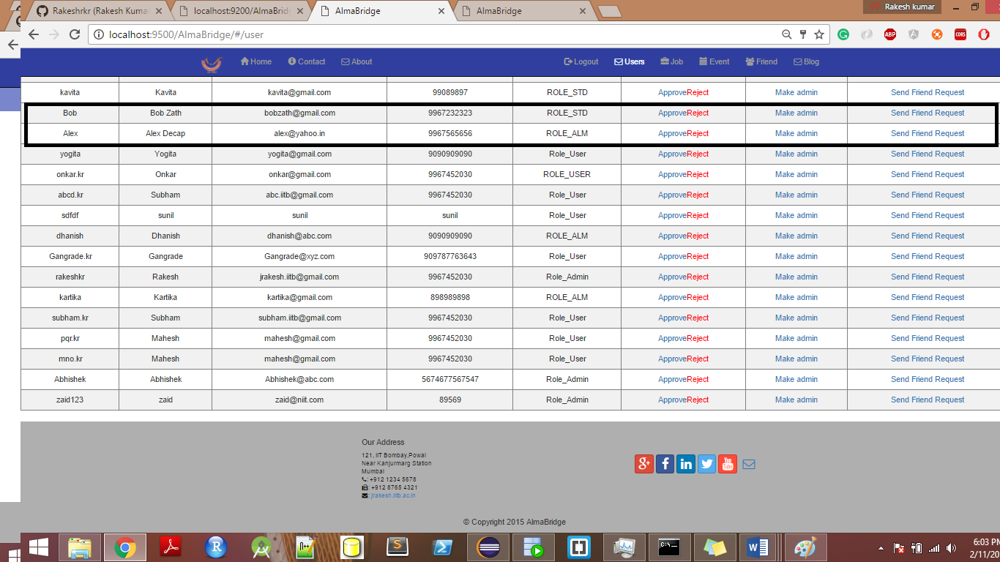 Rakeshrkr (Rakesh Kuma
localhost:9200/AlmaBridg
AlmaBridge
AlmaBridge
Rakesh kumar
localhost:9500/AlmaBridge/#/user
ABP
CORS
Home Contact About Logout Users Job Event Friend Blog
kavita Kavita kavita@gmail.com 99089897 ROLE_STD ApproveReject Make admin Send Friend Request
Bob Bob Zath bobzath@gmail.com 9967232323 ROLE_STD ApproveReject Make admin Send Friend Request
Alex Alex Decap alex@yahoo.in 9967565656 ROLE_ALM ApproveReject Make admin Send Friend Request
yogita Yogita yogita@gmail.com 9090909090 Role_User ApproveReject Make admin Send Friend Request
onkar.kr Onkar onkar@gmail.com 9967452030 ROLE_USER ApproveReject Make admin Send Friend Request
abcd.kr Subham abc.iitb@gmail.com 9967452030 Role_User ApproveReject Make admin Send Friend Request
sdfdf sunil sunil sunil Role_User ApproveReject Make admin Send Friend Request
dhanish Dhanish dhanish@abc.com 9090909090 ROLE_ALM ApproveReject Make admin Send Friend Request
Gangrade.kr Gangrade Gangrade@xyz.com 909787763643 Role_User ApproveReject Make admin Send Friend Request
rakeshkr Rakesh jrakesh.iitb@gmail.com 9967452030 Role_Admin ApproveReject Make admin Send Friend Request
kartika Kartika kartika@gmail.com 898989898 ROLE_ALM ApproveReject Make admin Send Friend Request
subham.kr Subham subham.iitb@gmail.com 9967452030 Role_User ApproveReject Make admin Send Friend Request
pqr.kr Mahesh mahesh@gmail.com 9967452030 Role_User ApproveReject Make admin Send Friend Request
mno.kr Mahesh mahesh@gmail.com 9967452030 Role_User ApproveReject Make admin Send Friend Request
Abhishek Abhishek Abhishek@abc.com 5674677567547 Role_Admin ApproveReject Make admin Send Friend Request
zaid123 zaid zaid@niit.com 89569 Role_Admin ApproveReject Make admin Send Friend Request
Our Address
121, IIT Bombay,Powai
Near Kanjurmarg Station
Mumbai
: +912 1234 5678
: +912 8765 4321
: jrakesh.iitb.ac.in
© Copyright 2015 AlmaBridge
6:03 PM
2/11/20